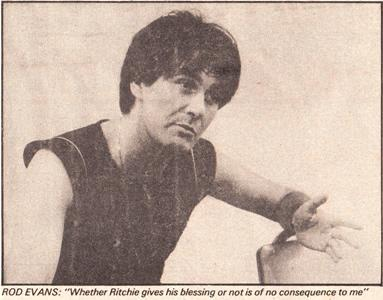 ROD EVANS: "Whether Ritchie gives his blessing or not is of no consequence to me"